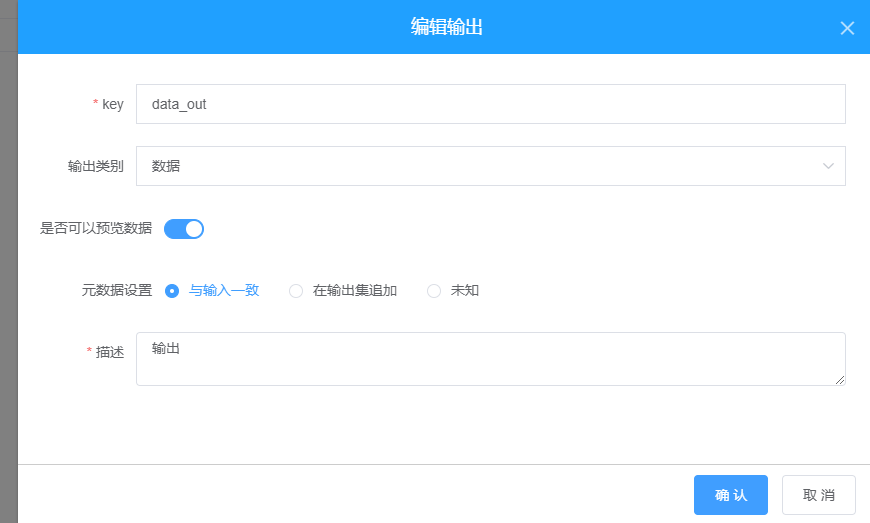 编辑输出
* key data_out
输出类别 数据
是否可以预览数据
元数据设置 与输入一致 在输出集追加 未知
* 描述 输出
确 认 取 消